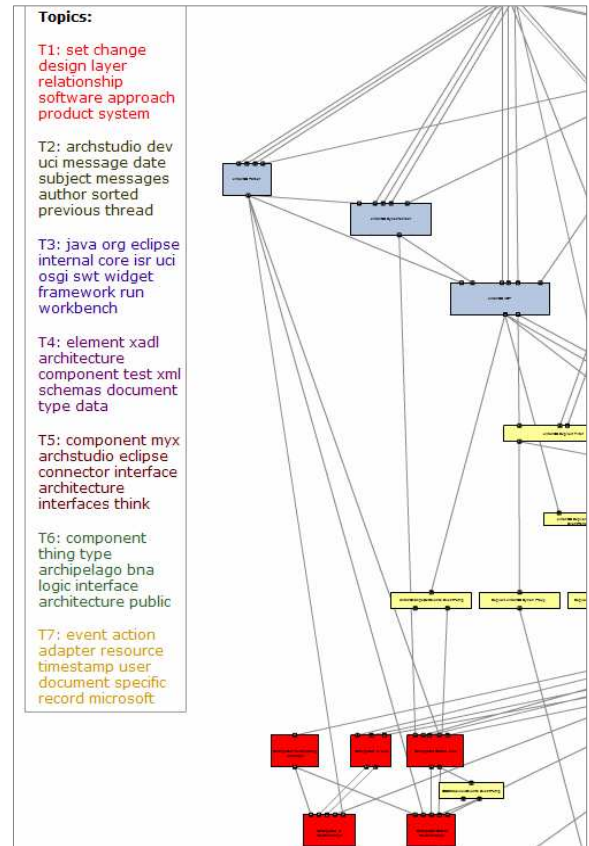 Topics:
T1: set change
design layer
relationship
software approach
product system
T2: archstudio dev
uci message date
subject messages
author sorted
previous thread
T3: java org eclipse
internal core isr uci
osgi swt widget
framework run
workbench
T4: element xadl
architecture
component test xml
schemas document
type data
T5: component myx
archstudio eclipse
connector interface
architecture
interfaces think
T6: component
thing type
archipelago bna
logic interface
architecture public
T7: event action
adapter resource
timestamp user
document specific
record microsoft